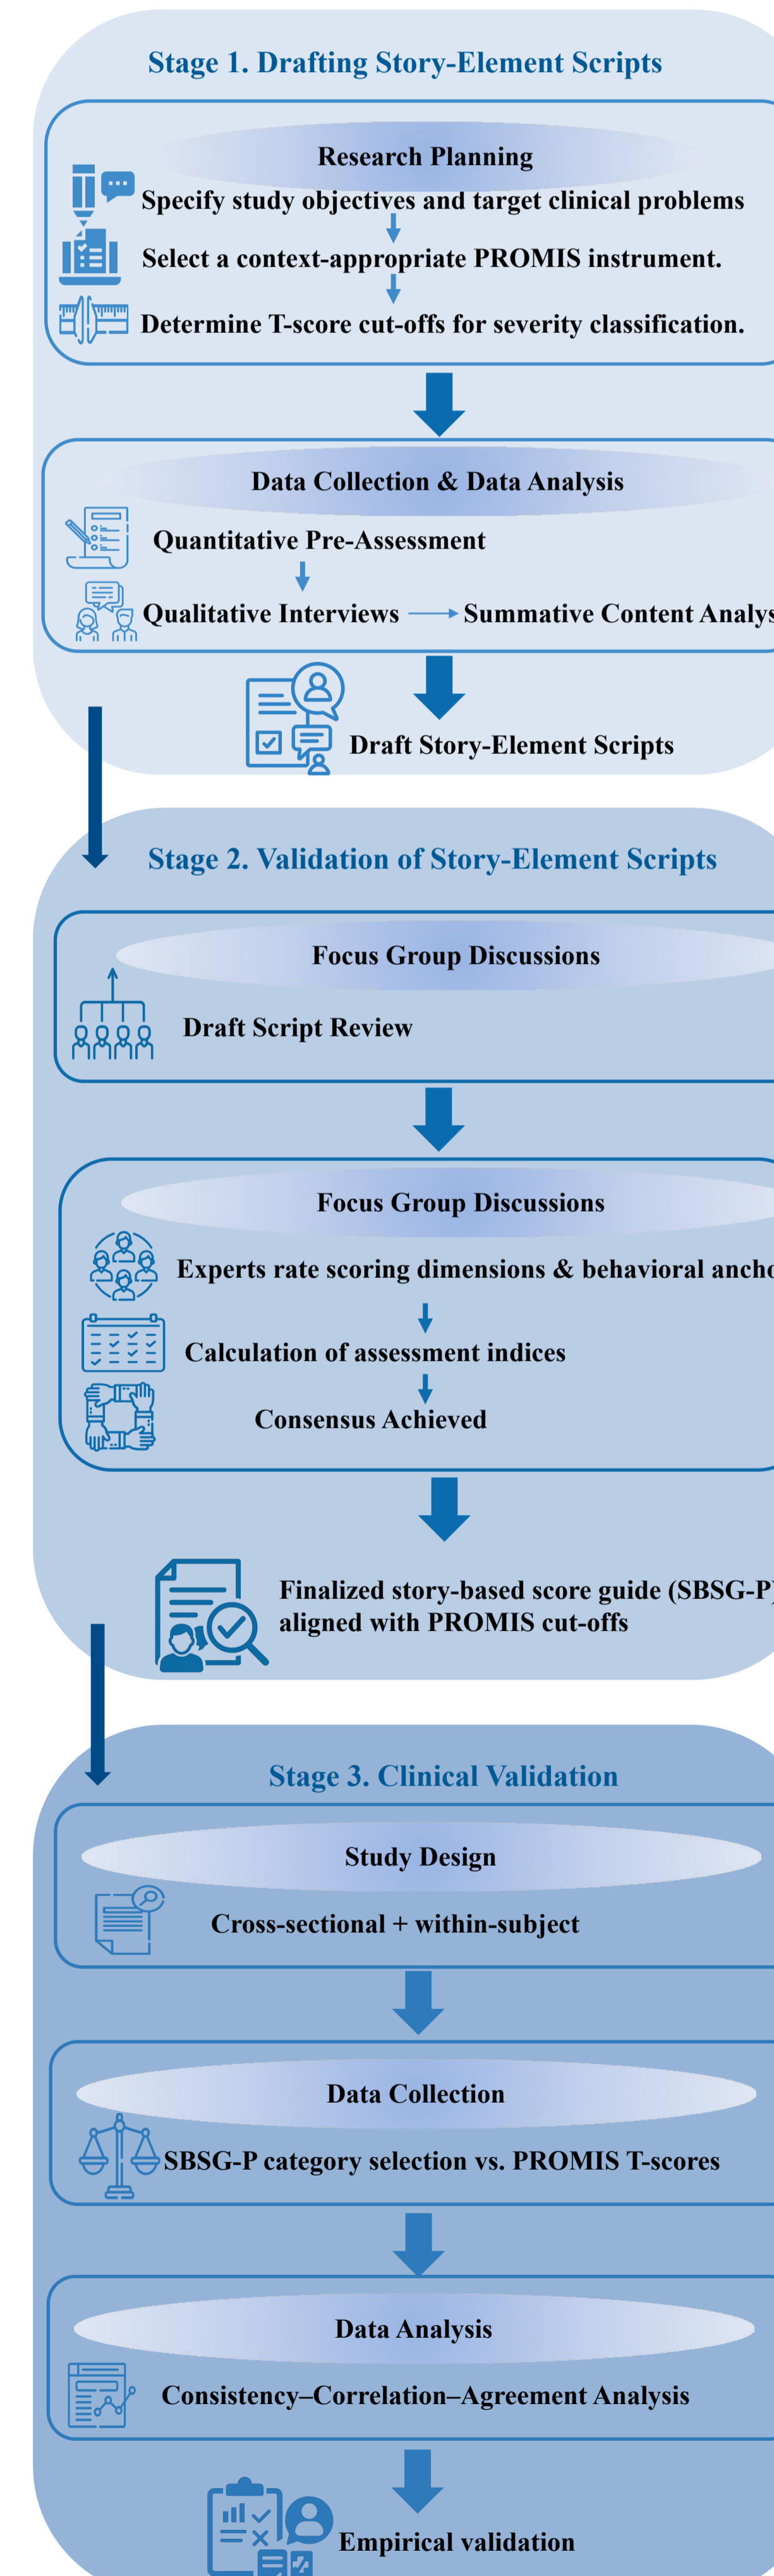 Stage 1. Drafting Story-Element Scripts
Research Planning
Specify study objectives and target clinical problems
Select a context-appropriate PROMIS instrument.
Determine T-score cut-offs for severity classification.
Data Collection & Data Analysis
Quantitative Pre-Assessment
Qualitative Interviews
Summative Content Analys
Draft Story-Element Scripts
Stage 2. Validation of Story-Element Scripts
Focus Group Discussions
Draft Script Review
Focus Group Discussions
Experts rate scoring dimensions & behavioral ancho
Calculation of assessment indices
Consensus Achieved
Finalized story-based score guide (SBSG-P)
aligned with PROMIS cut-offs
Stage 3. Clinical Validation
Study Design
Cross-sectional + within-subject
Data Collection
SBSG-P category selection vs. PROMIS T-scores
Data Analysis
Consistency–Correlation–Agreement Analysis
Empirical validation